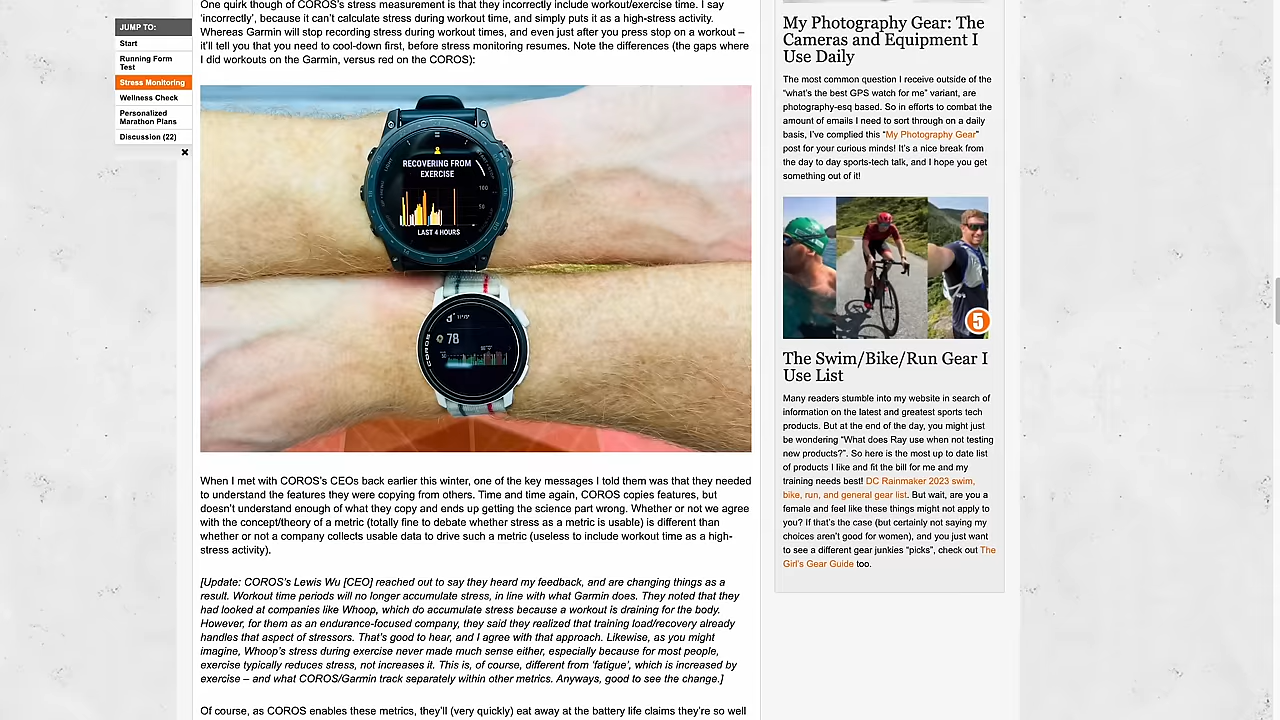 One quirk though of COROS's stress measurement is that they incorrectly include workout/exercise time. I say
'incorrectly', because it can't calculate stress during workout time, and simply puts it as a high-stress activity.
Whereas Garmin will stop recording stress during workout times, and even just after you press stop on a workout –
it'll tell you that you need to cool-down first, before stress monitoring resumes. Note the differences (the gaps where
I did workouts on the Garmin, versus red on the COROS):
JUMP TO:
Start
Running Form
Test
Stress Monitoring
Wellness Check
Personalized
Marathon Plans
Discussion (22)
RECOVERING FROM
EXERCISE
100
50
LAST 4 HOURS
78
COROS
When I met with COROS's CEOs back earlier this winter, one of the key messages I told them was that they needed
to understand the features they were copying from others. Time and time again, COROS copies features, but
doesn't understand enough of what they copy and ends up getting the science part wrong. Whether or not we agree
with the concept/theory of a metric (totally fine to debate whether stress as a metric is usable) is different than
whether or not a company collects usable data to drive such a metric (useless to include workout time as a high-
stress activity).
[Update: COROS's Lewis Wu [CEO] reached out to say they heard my feedback, and are changing things as a
result. Workout time periods will no longer accumulate stress, in line with what Garmin does. They noted that they
had looked at companies like Whoop, which do accumulate stress because a workout is draining for the body.
However, for them as an endurance-focused company, they said they realized that training load/recovery already
handles that aspect of stressors. That's good to hear, and I agree with that approach. Likewise, as you might
imagine, Whoop's stress during exercise never made much sense either, especially because for most people,
exercise typically reduces stress, not increases it. This is, of course, different from 'fatigue', which is increased by
exercise – and what COROS/Garmin track separately within other metrics. Anyways, good to see the change.]
Of course, as COROS enables these metrics, they'll (very quickly) eat away at the battery life claims they're so well
My Photography Gear: The
Cameras and Equipment I
Use Daily
The most common question I receive outside of the
"what's the best GPS watch for me" variant, are
photography-esq based. So in efforts to combat the
amount of emails I need to sort through on a daily
basis, I've complied this "My Photography Gear"
post for your curious minds! It's a nice break from
the day to day sports-tech talk, and I hope you get
something out of it!
5
The Swim/Bike/Run Gear I
Use List
Many readers stumble into my website in search of
information on the latest and greatest sports tech
products. But at the end of the day, you might just
be wondering "What does Ray use when not testing
new products?". So here is the most up to date list
of products I like and fit the bill for me and my
training needs best! DC Rainmaker 2023 swim,
bike, run, and general gear list. But wait, are you a
female and feel like these things might not apply to
you? If that's the case (but certainly not saying my
choices aren't good for women), and you just want
to see a different gear junkies "picks", check out The
Girl's Gear Guide too.